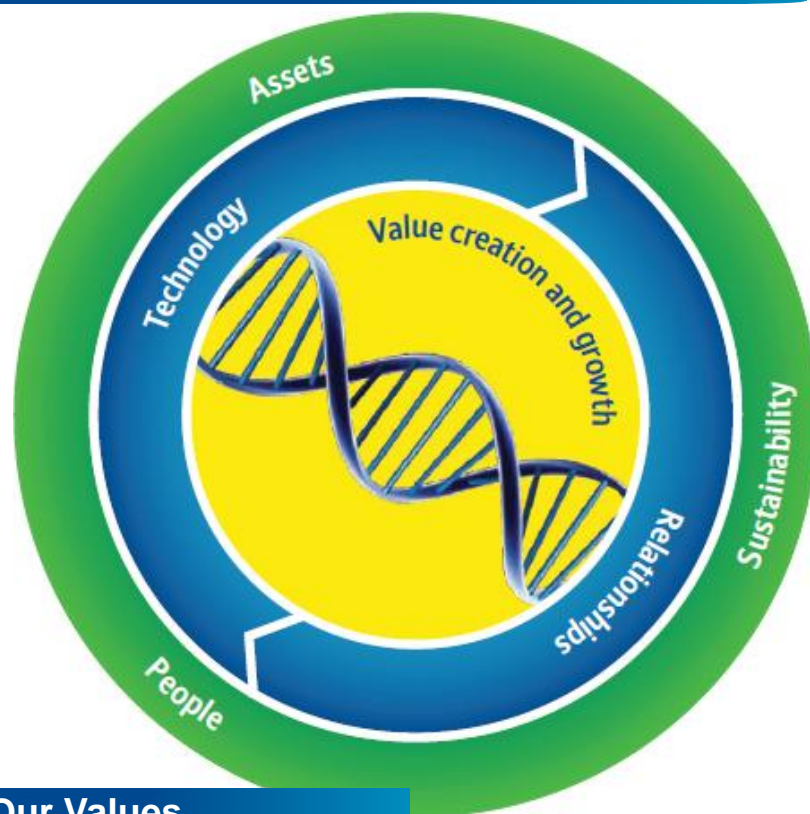 Assets
Technology
Value creation and growth
Sustainability
Relationships
People
Our Values